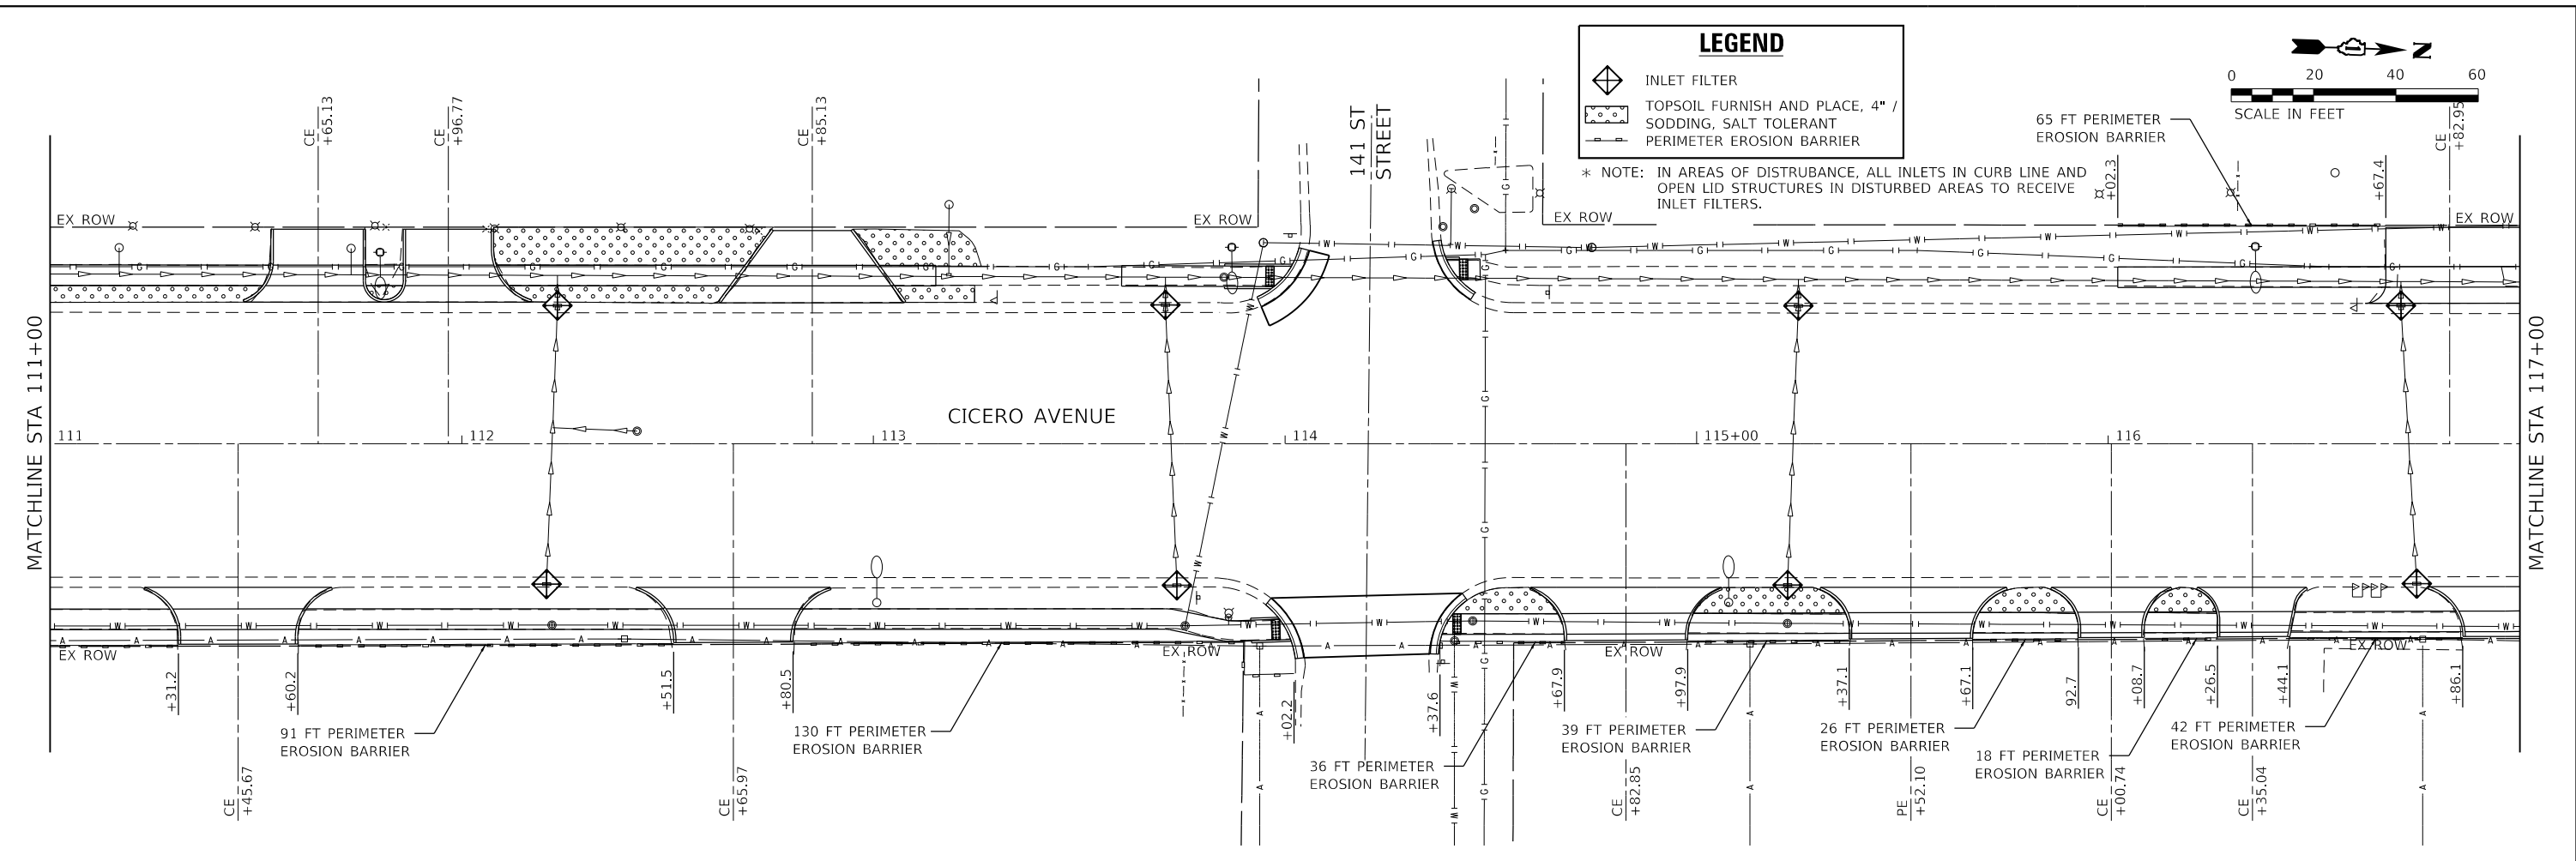 LEGEND
INLET FILTER
TOPSOIL FURNISH AND PLACE, 4" /
SODDING, SALT TOLERANT
PERIMETER EROSION BARRIER
* NOTE: IN AREAS OF DISTRUBANCE, ALL INLETS IN CURB LINE AND
OPEN LID STRUCTURES IN DISTURBED AREAS TO RECEIVE
INLET FILTERS.
N
0 20 40 60
SCALE IN FEET
65 FT PERIMETER
EROSION BARRIER
CE
+65.13
CE
+96.77
CE
+85.13
141 ST
STREET
+02.3
+67.4
CE
+82.95
EX ROW
EX ROW
EX ROW
EX ROW
MATCHLINE STA 111+00
CICERO AVENUE
111
112
113
114
115+00
116
MATCHLINE STA 117+00
EX ROW
EX ROW
EX ROW
EX ROW
+31.2
+60.2
+51.5
+80.5
+02.2
+37.6
+67.9
+97.9
+37.1
+67.1
92.7
+08.7
+26.5
+44.1
+86.1
91 FT PERIMETER
EROSION BARRIER
130 FT PERIMETER
EROSION BARRIER
36 FT PERIMETER
EROSION BARRIER
39 FT PERIMETER
EROSION BARRIER
26 FT PERIMETER
EROSION BARRIER
18 FT PERIMETER
EROSION BARRIER
42 FT PERIMETER
EROSION BARRIER
CE
+45.67
CE
+65.97
CE
+82.85
PE
+52.10
CE
+00.74
CE
+35.04